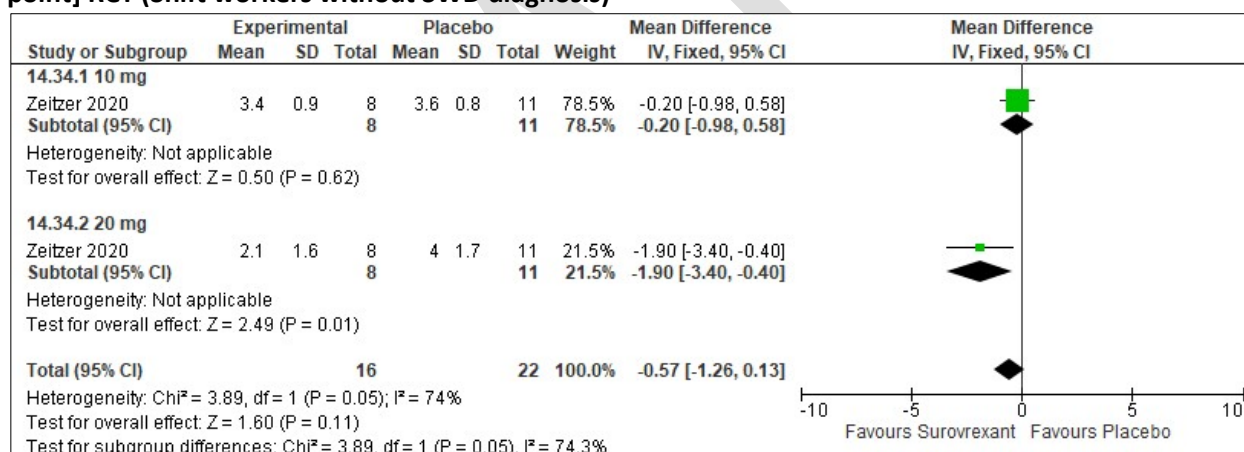 point] RCT (Shift workers without SWD diagnosis)
Experimental Placebo Mean Difference Mean Difference
Study or Subgroup Mean SD Total Mean SD Total Weight IV, Fixed, 95% CI IV, Fixed, 95% CI
14.34.1 10 mg
Zeitzer 2020 3.4 0.9 8 3.6 0.8 11 78.5% -0.20 [-0.98, 0.58]
Subtotal (95% CI) 8 11 78.5% -0.20 [-0.98, 0.58]
Heterogeneity: Not applicable
Test for overall effect: Z = 0.50 (P = 0.62)
14.34.2 20 mg
Zeitzer 2020 2.1 1.6 8 4 1.7 11 21.5% -1.90 [-3.40, -0.40]
Subtotal (95% CI) 8 11 21.5% -1.90 [-3.40, -0.40]
Heterogeneity: Not applicable
Test for overall effect: Z = 2.49 (P = 0.01)
Total (95% CI) 16 22 100.0% -0.57 [-1.26, 0.13]
Heterogeneity: Chi² = 3.89, df = 1 (P = 0.05); I² = 74%
Test for overall effect: Z = 1.60 (P = 0.11)
Test for subgroup differences: Chi² = 3.89, df = 1 (P = 0.05), I² = 74.3%
-10 -5 0 5 10
Favours Surovrexant Favours Placebo